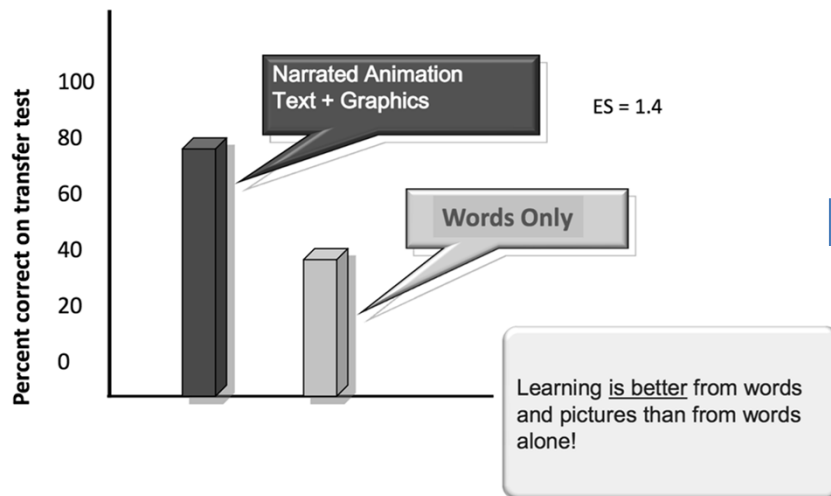 Percent correct on transfer test
100
80
60
40
20
0
Narrated Animation
Text + Graphics
ES = 1.4
Words Only
Learning is better from words
and pictures than from words
alone!